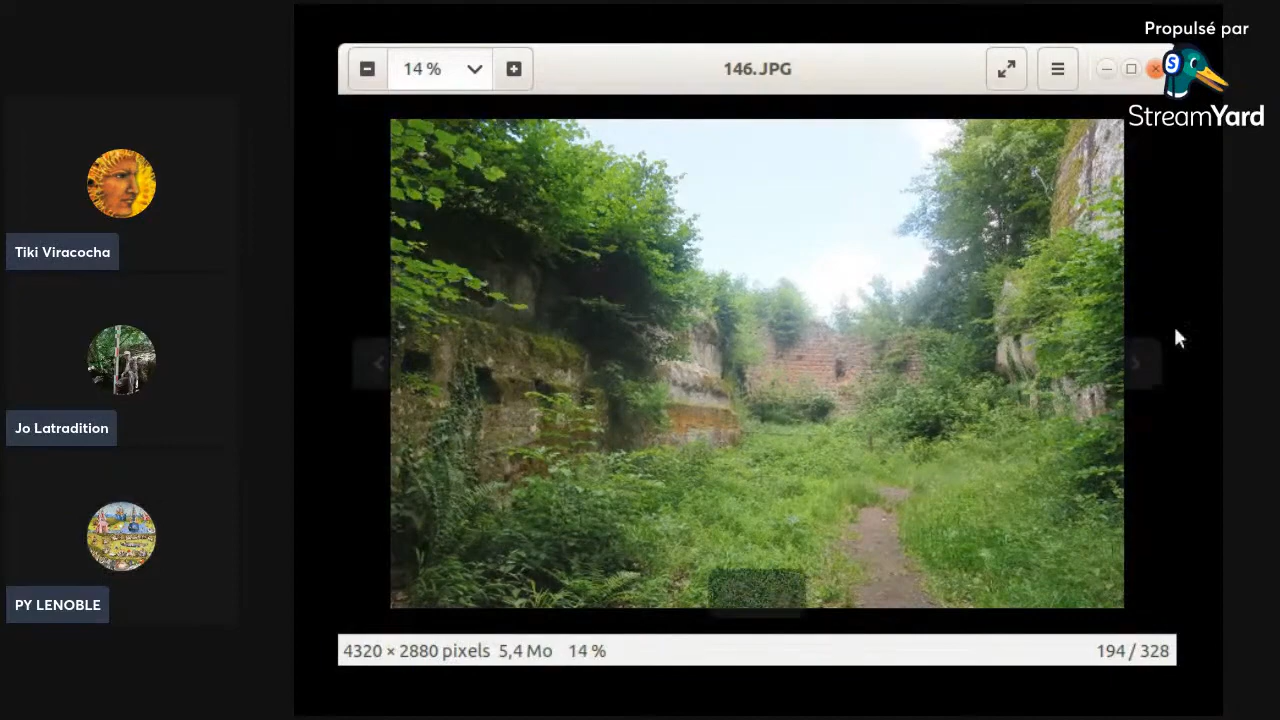 Propulsé par
StreamYard
14 %
146.JPG
Tiki Viracocha
Jo Latradition
PY LENOBLE
4320 × 2880 pixels 5,4 Mo 14 %
194 / 328